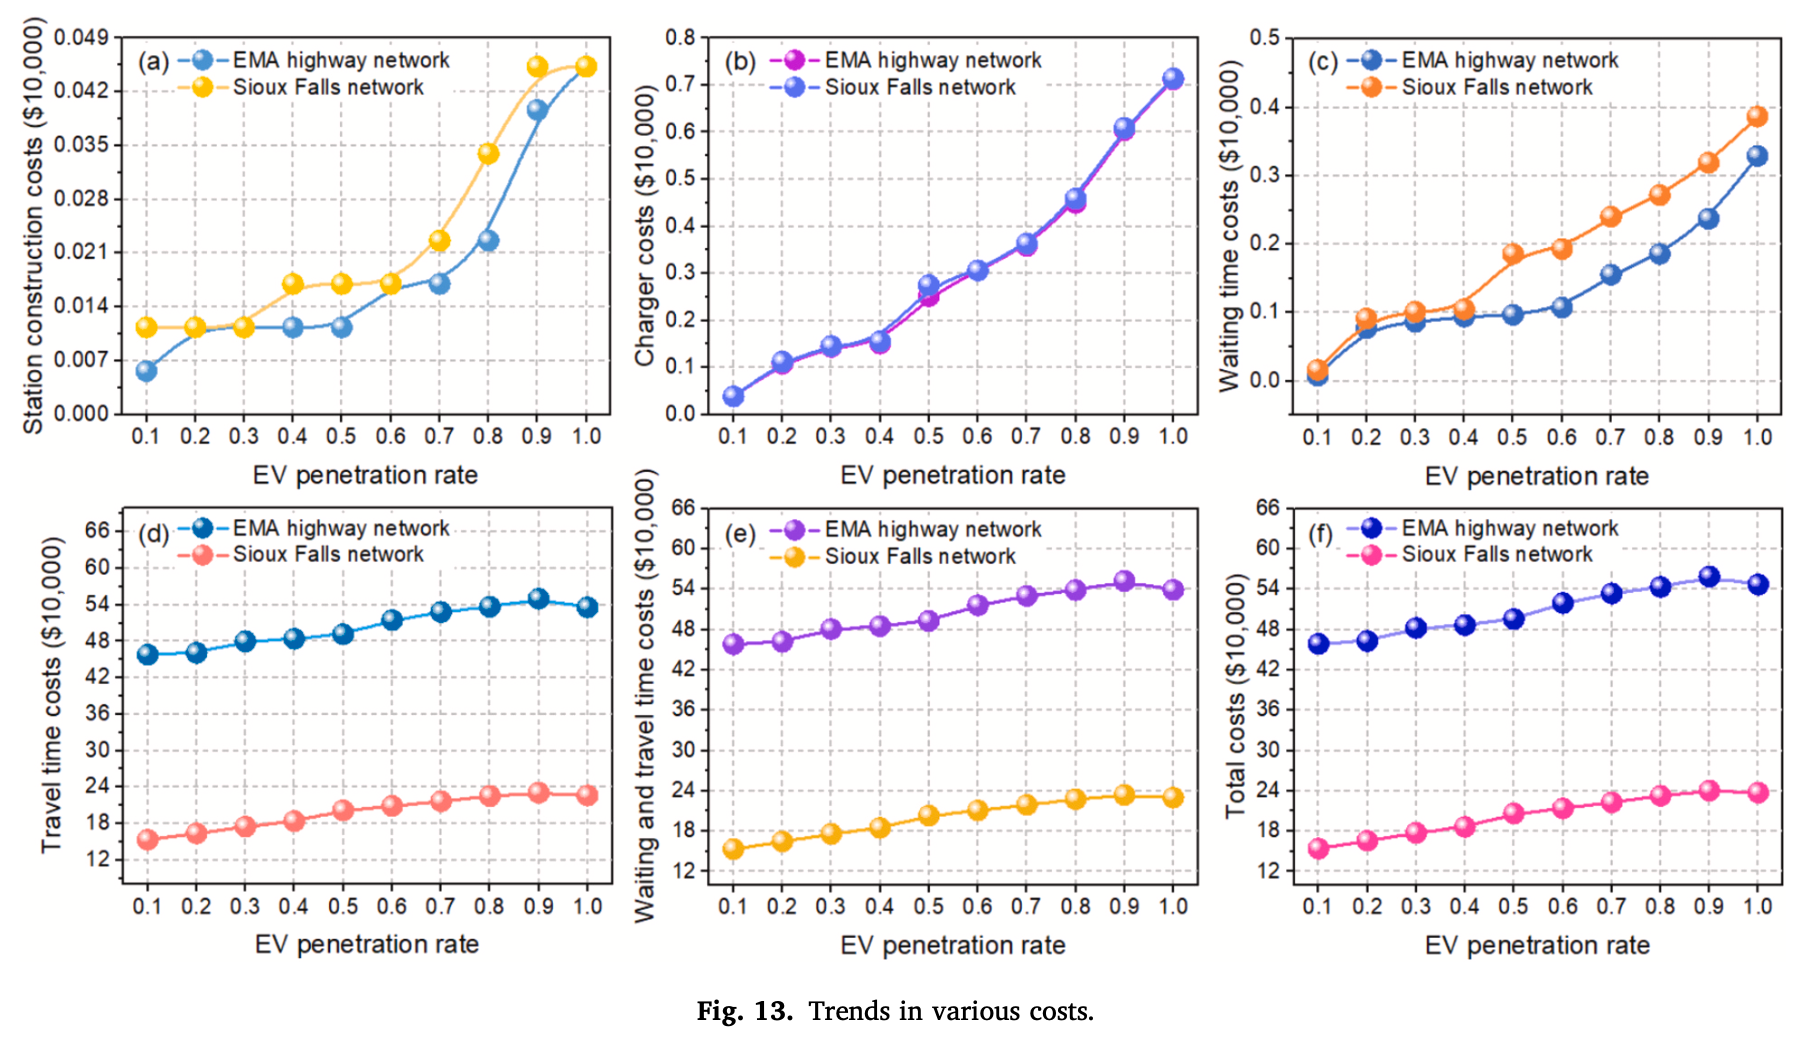 Station construction costs ($10,000)
0.049
0.042
0.035
0.028
0.021
0.014
0.007
0.000
(a)
EMA highway network
Sioux Falls network
0.1 0.2 0.3 0.4 0.5 0.6 0.7 0.8 0.9 1.0
EV penetration rate
Charger costs ($10,000)
0.8
0.7
0.6
0.5
0.4
0.3
0.2
0.1
0.0
(b)
EMA highway network
Sioux Falls network
0.1 0.2 0.3 0.4 0.5 0.6 0.7 0.8 0.9 1.0
EV penetration rate
Waiting time costs ($10,000)
0.5
0.4
0.3
0.2
0.1
0.0
(c)
EMA highway network
Sioux Falls network
0.1 0.2 0.3 0.4 0.5 0.6 0.7 0.8 0.9 1.0
EV penetration rate
Travel time costs ($10,000)
66
60
54
48
42
36
30
24
18
12
(d)
EMA highway network
Sioux Falls network
0.1 0.2 0.3 0.4 0.5 0.6 0.7 0.8 0.9 1.0
EV penetration rate
Waiting and travel time costs ($10,000)
66
60
54
48
42
36
30
24
18
12
(e)
EMA highway network
Sioux Falls network
0.1 0.2 0.3 0.4 0.5 0.6 0.7 0.8 0.9 1.0
EV penetration rate
Total costs ($10,000)
66
60
54
48
42
36
30
24
18
12
(f)
EMA highway network
Sioux Falls network
0.1 0.2 0.3 0.4 0.5 0.6 0.7 0.8 0.9 1.0
EV penetration rate
Fig. 13. Trends in various costs.